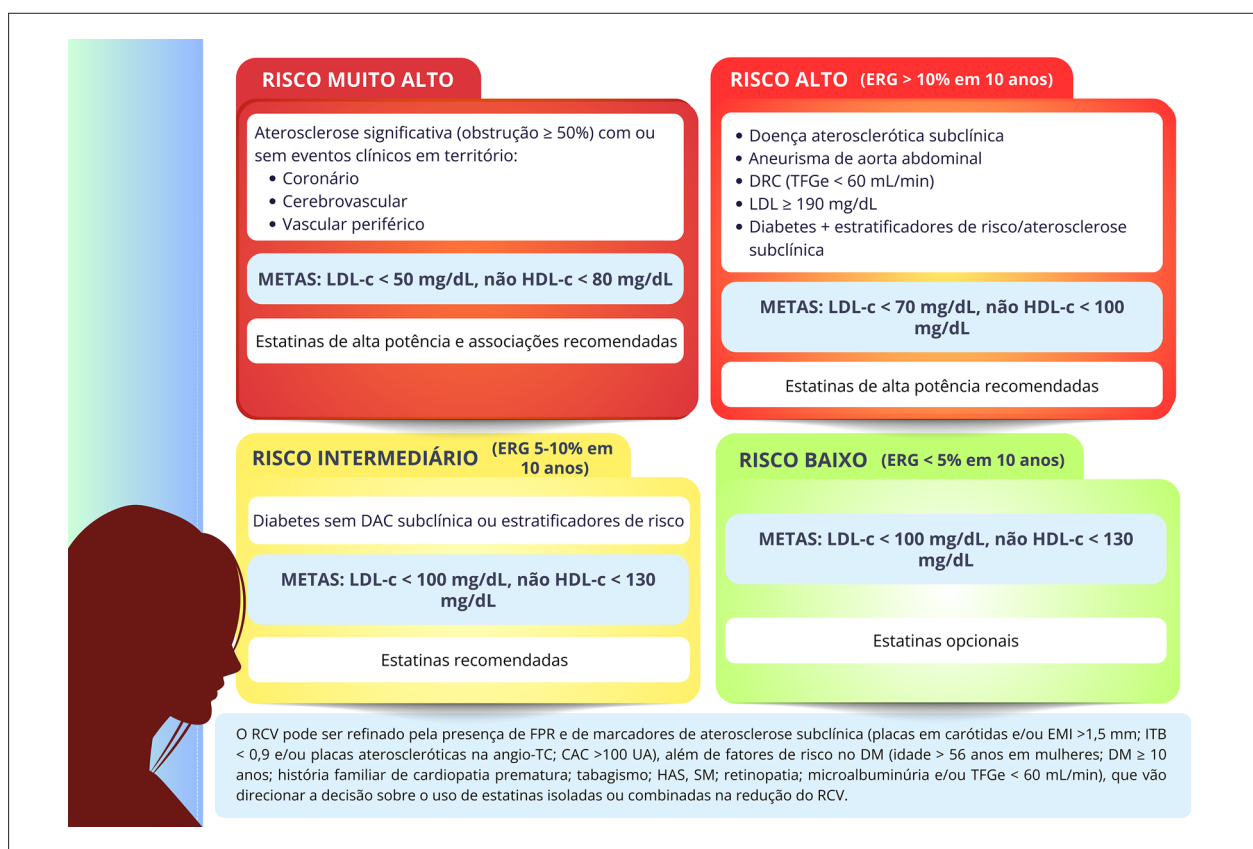 RISCO MUITO ALTO
Aterosclerose significativa (obstrução ≥ 50%) com ou
sem eventos clínicos em território:
• Coronário
• Cerebrovascular
• Vascular periférico
METAS: LDL-c < 50 mg/dL, não HDL-c < 80 mg/dL
Estatinas de alta potência e associações recomendadas
RISCO ALTO (ERG > 10% em 10 anos)
• Doença aterosclerótica subclínica
• Aneurisma de aorta abdominal
• DRC (TFGe < 60 mL/min)
• LDL ≥ 190 mg/dL
• Diabetes + estratificadores de risco/aterosclerose
subclínica
METAS: LDL-c < 70 mg/dL, não HDL-c < 100
mg/dL
Estatinas de alta potência recomendadas
RISCO INTERMEDIÁRIO (ERG 5-10% em
10 anos)
Diabetes sem DAC subclínica ou estratificadores de risco
METAS: LDL-c < 100 mg/dL, não HDL-c < 130
mg/dL
Estatinas recomendadas
RISCO BAIXO (ERG < 5% em 10 anos)
METAS: LDL-c < 100 mg/dL, não HDL-c < 130
mg/dL
Estatinas opcionais
O RCV pode ser refinado pela presença de FPR e de marcadores de aterosclerose subclínica (placas em carótidas e/ou EMI >1,5 mm; ITB
< 0,9 e/ou placas ateroscleróticas na angio-TC; CAC >100 UA), além de fatores de risco no DM (idade > 56 anos em mulheres; DM ≥ 10
anos; história familiar de cardiopatia prematura; tabagismo; HAS, SM; retinopatia; microalbuminúria e/ou TFGe < 60 mL/min), que vão
direcionar a decisão sobre o uso de estatinas isoladas ou combinadas na redução do RCV.